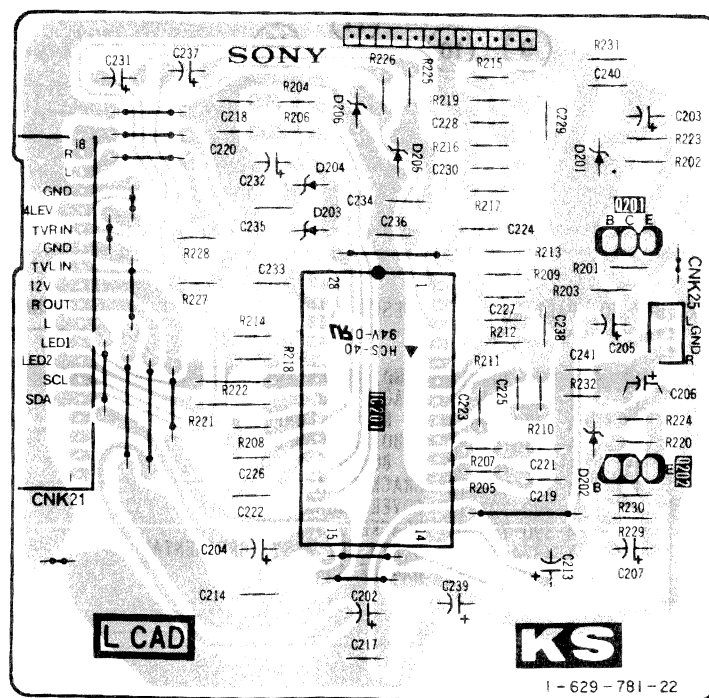 SONY
C231
C237
R226
R225
R215
R231
C240
R204
D206
R219
C218
R206
C228
C229
C203
R223
C220
R216
D201
R202
D205
C230
C232
D204
C234
R217
Q201
D203
B C E
C235
C236
C224
R228
R213
R201
CNK25
C233
R209
R203
R227
28
1
C227
L
R214
HCS-40
94V-0
R212
C238
C205
GND
R218
R211
C241
R
R222
C223
C225
R232
C206
R221
R210
R224
R208
R207
C221
D202
R220
C226
R205
C219
B
E
Q202
C222
R230
15
14
R229
C204
C213
C207
C214
C202
C239
C217
18
R
L
GND
4LEV
TVR IN
GND
TVL IN
12V
R OUT
L
LED1
LED2
SCL
SDA
1
CNK21
L CAD
KS
1-629-781-22